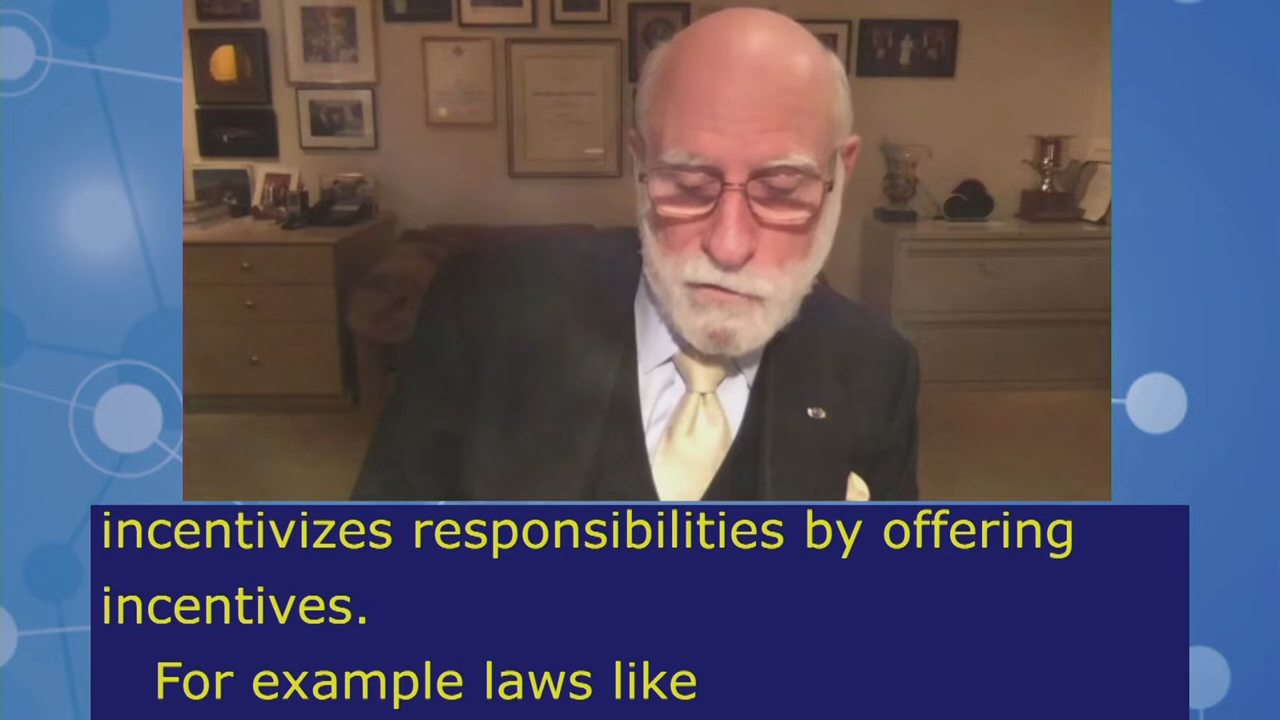 incentivizes responsibilities by offering
incentives.
For example laws like